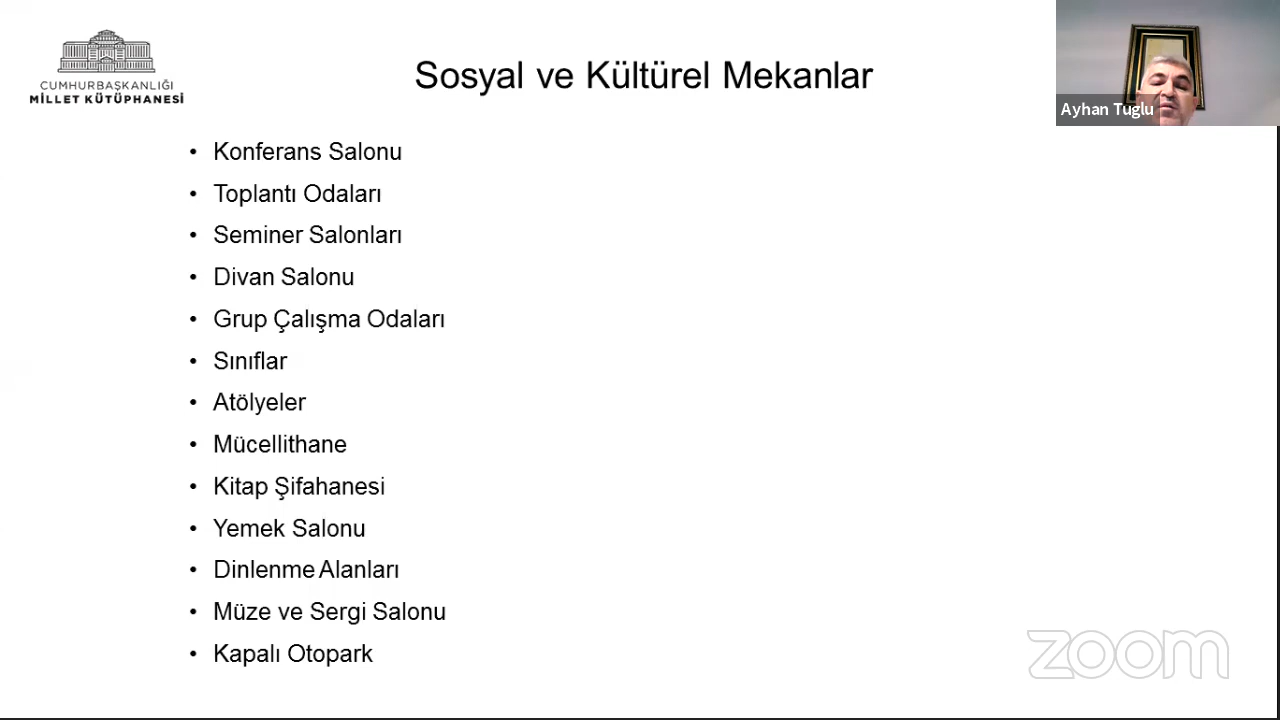 CUMHURBAŞKANLIĞI
MİLLET KÜTÜPHANESİ
Sosyal ve Kültürel Mekanlar
Ayhan Tuglu
• Konferans Salonu
• Toplantı Odaları
• Seminer Salonları
• Divan Salonu
• Grup Çalışma Odaları
• Sınıflar
• Atölyeler
• Mücellithane
• Kitap Şifahanesi
• Yemek Salonu
• Dinlenme Alanları
• Müze ve Sergi Salonu
• Kapalı Otopark
zoom